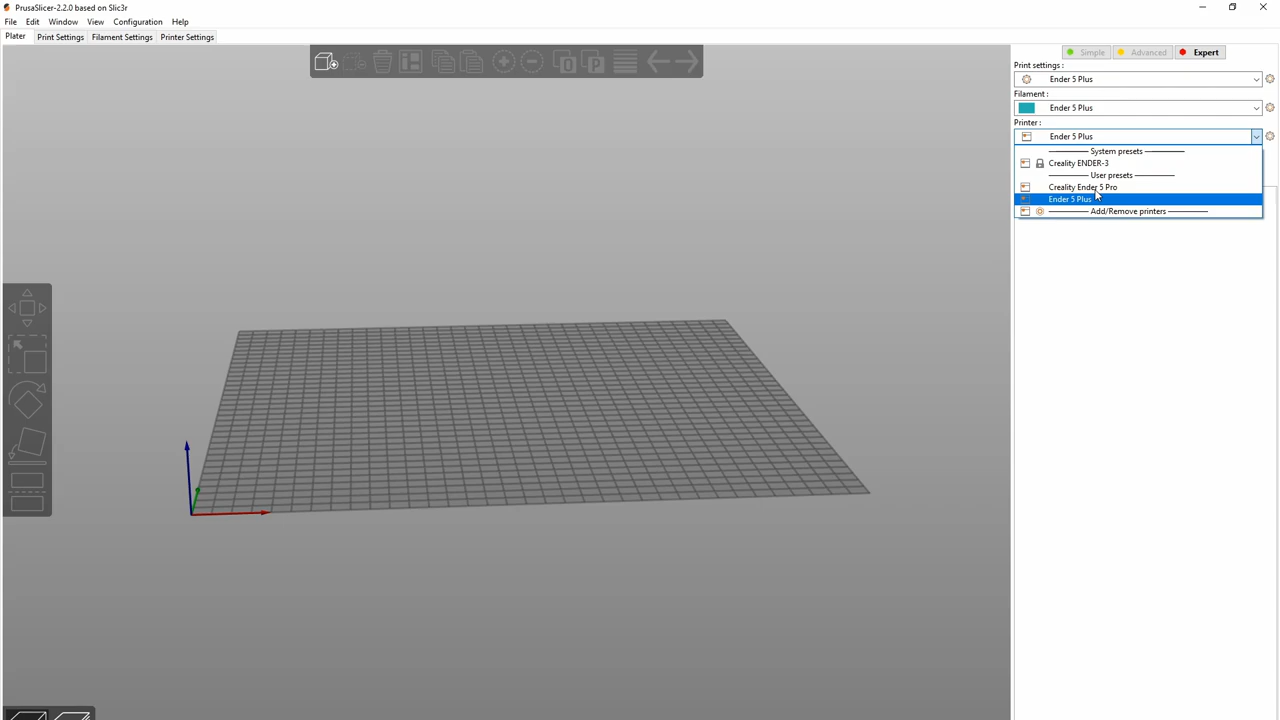 PrusaSlicer-2.2.0 based on Slic3r
File Edit Window View Configuration Help
Plater Print Settings Filament Settings Printer Settings
Simple Advanced Expert
Print settings :
Ender 5 Plus
Filament :
Ender 5 Plus
Printer :
Ender 5 Plus
System presets
Creality ENDER-3
User presets
Creality Ender 5 Pro
Ender 5 Plus
Add/Remove printers